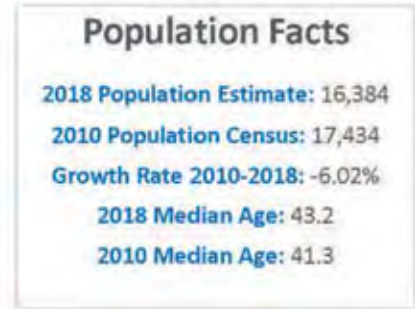 Population Facts
2018 Population Estimate: 16,384
2010 Population Census: 17,434
Growth Rate 2010-2018: -6.02%
2018 Median Age: 43.2
2010 Median Age: 41.3